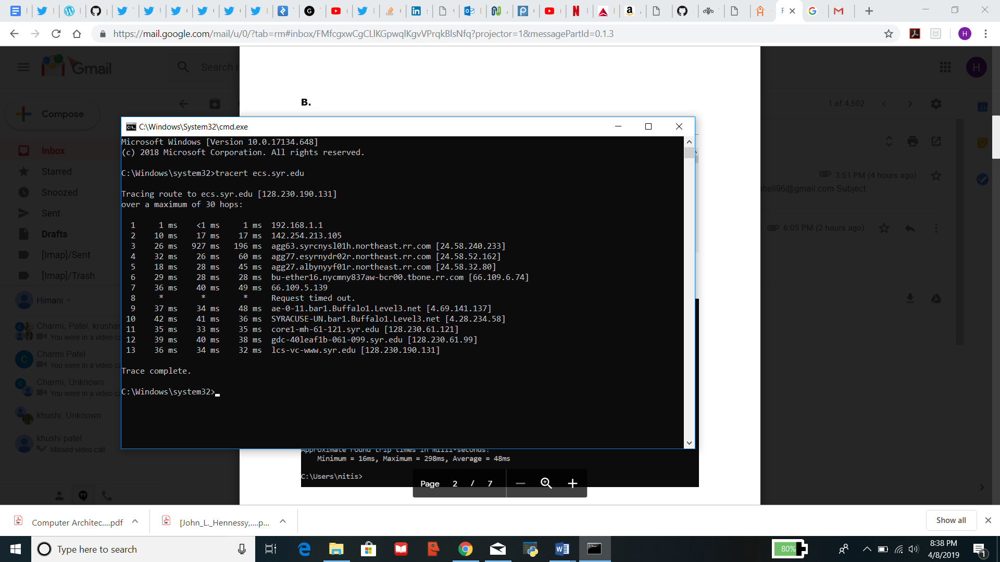 https://mail.google.com/mail/u/0/?tab=rm#inbox/FMfcgxwCgCLlKGpwqlKgvVPrqkBlsNfq?projector=1&messagePartId=0.1.3
H
Gmail
Search
H
Compose
1 of 4,502
B.
C:\Windows\System32\cmd.exe
Microsoft Windows [Version 10.0.17134.648]
(c) 2018 Microsoft Corporation. All rights reserved.
C:\Windows\system32>tracert ecs.syr.edu
Tracing route to ecs.syr.edu [128.230.190.131]
over a maximum of 30 hops:
1 1 ms <1 ms 1 ms 192.168.1.1
2 10 ms 17 ms 17 ms 142.254.213.105
3 26 ms 927 ms 196 ms agg63.syrcnysl01h.northeast.rr.com [24.58.240.233]
4 32 ms 26 ms 60 ms agg77.esyrnydr02r.northeast.rr.com [24.58.52.162]
5 18 ms 28 ms 45 ms agg27.albynyyf01r.northeast.rr.com [24.58.32.80]
6 29 ms 28 ms 28 ms bu-ether16.nycmny837aw-bcr00.tbone.rr.com [66.109.6.74]
7 36 ms 40 ms 49 ms 66.109.5.139
8 * * * Request timed out.
9 37 ms 34 ms 48 ms ae-0-11.bar1.Buffalo1.Level3.net [4.69.141.137]
10 42 ms 41 ms 36 ms SYRACUSE-UN.bar1.Buffalo1.Level3.net [4.28.234.58]
11 35 ms 33 ms 35 ms core1-mh-61-121.syr.edu [128.230.61.121]
12 39 ms 40 ms 38 ms gdc-40leaf1b-061-099.syr.edu [128.230.61.99]
13 36 ms 34 ms 32 ms lcs-vc-www.syr.edu [128.230.190.131]
Trace complete.
C:\Windows\system32>
Inbox
Starred
Snoozed
Sent
Drafts
[Imap]/Sent
[Imap]/Trash
Himani
Charmi, Patel, krushar
You were in a video ca
Charmi Patel
You were in a video ca
Charmi, Unknown
You were in a video ca
khushi, Unknown
khushi patel
Missed video call
3:51 PM (4 hours ago)
heli96@gmail.com Subject:
6:05 PM (2 hours ago)
Approximate round trip times in milli-seconds:
Minimum = 16ms, Maximum = 298ms, Average = 48ms
C:\Users\nitis>
Page 2 / 7
Computer Architec....pdf
[John_L._Hennessy,....p...
Show all
Type here to search
80%
8:38 PM
4/8/2019
1